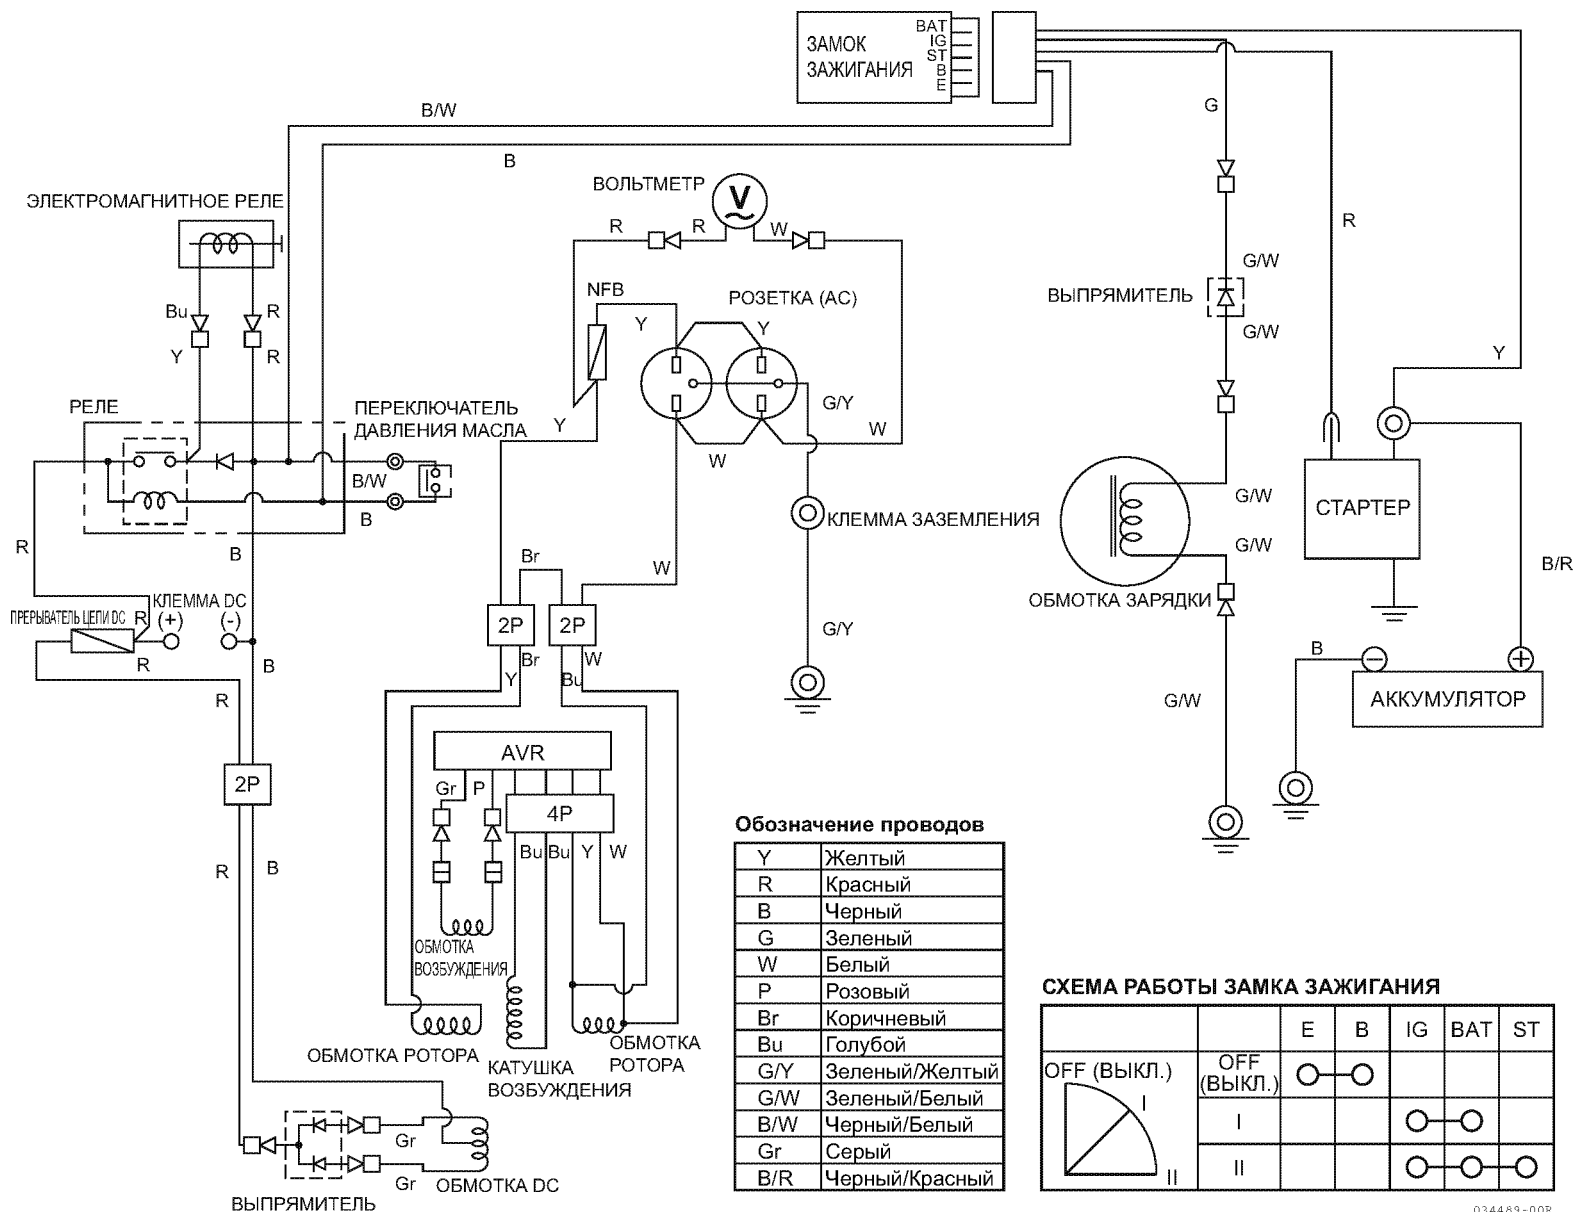 ЗАМОК
ЗАЖИГАНИЯ
BAT
IG
ST
B
E
B/W
B
G
R
Y
ЭЛЕКТРОМАГНИТНОЕ РЕЛЕ
ВОЛЬТМЕТР
V
R
R
W
Bu
R
Y
R
NFB
Y
РОЗЕТКА (AC)
Y
G/Y
W
W
Y
G/W
ВЫПРЯМИТЕЛЬ
G/W
РЕЛЕ
ПЕРЕКЛЮЧАТЕЛЬ
ДАВЛЕНИЯ МАСЛА
B/W
B
КЛЕММА ЗАЗЕМЛЕНИЯ
G/W
G/W
ОБМОТКА ЗАРЯДКИ
СТАРТЕР
B/R
R
B
ПРЕРЫВАТЕЛЬ ЦЕПИ DC
R
КЛЕММА DC
(+)
(-)
R
B
R
Br
W
2P
2P
Br
W
Y
Bu
G/Y
B
АККУМУЛЯТОР
G/W
2P
R
B
AVR
Gr
P
4P
Bu
Bu
Y
W
ОБМОТКА
ВОЗБУЖДЕНИЯ
ОБМОТКА РОТОРА
КАТУШКА
ВОЗБУЖДЕНИЯ
ОБМОТКА
РОТОРА
Gr
Gr
ОБМОТКА DC
ВЫПРЯМИТЕЛЬ
Обозначение проводов
Y Желтый
R Красный
B Черный
G Зеленый
W Белый
P Розовый
Br Коричневый
Bu Голубой
G/Y Зеленый/Желтый
G/W Зеленый/Белый
B/W Черный/Белый
Gr Серый
B/R Черный/Красный
СХЕМА РАБОТЫ ЗАМКА ЗАЖИГАНИЯ
E B IG BAT ST
OFF (ВЫКЛ.)
I
II
OFF
(ВЫКЛ.)
I
II
034489-00R